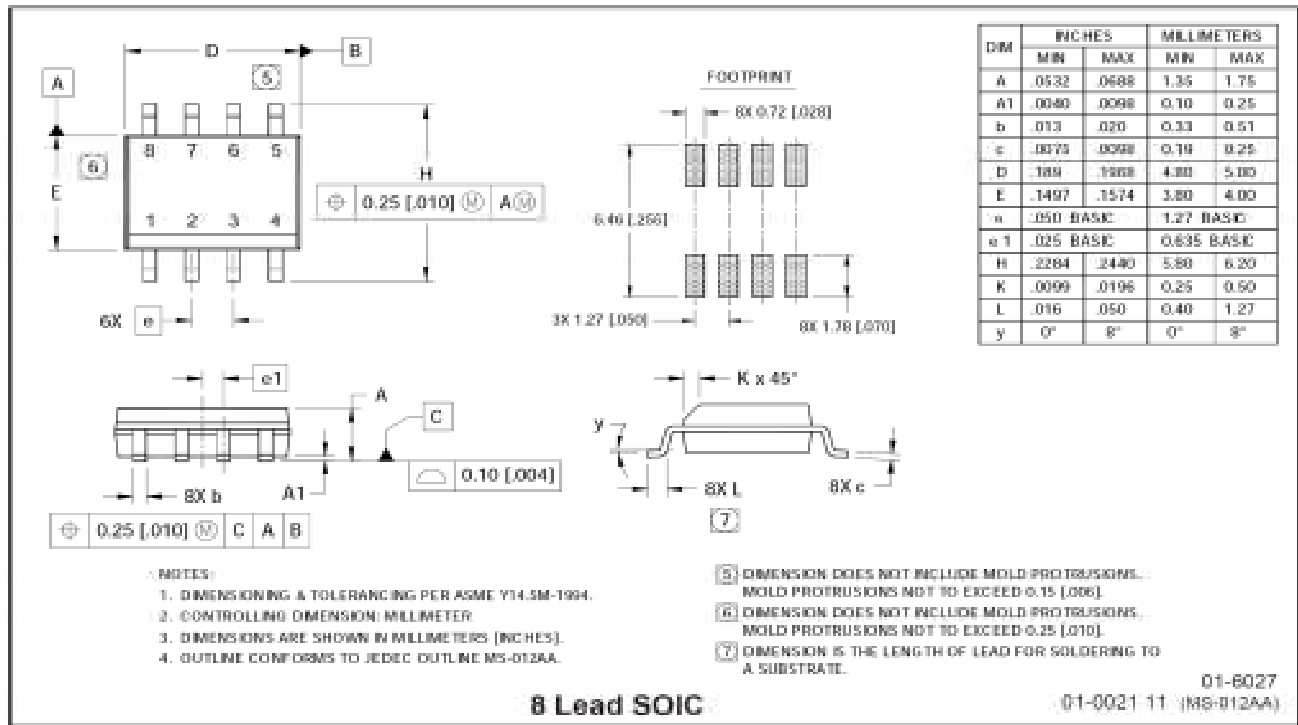 D
B
A
5
FOOTPRINT
8X 0.72 [.028]
8 7 6 5
6
E
H
0.25 [.010] M A M
1 2 3 4
6.46 [.255]
6X e
3X 1.27 [.050]
8X 1.78 [.070]
DIM INCHES MILLIMETERS
MIN MAX MIN MAX
A .0532 .0688 1.35 1.75
A1 .0040 .0098 0.10 0.25
b .013 .020 0.33 0.51
c .0075 .0098 0.19 0.25
D .189 .1968 4.80 5.00
E .1497 .1574 3.80 4.00
e .050 BASIC 1.27 BASIC
e 1 .025 BASIC 0.635 BASIC
H .2284 .2440 5.80 6.20
K .0099 .0196 0.25 0.50
L .016 .050 0.40 1.27
y 0° 8° 0° 8°
e1
A
C
0.10 [.004]
8X b
A1
0.25 [.010] M C A B
K x 45°
y
8X L
7
8X c
NOTES:
1. DIMENSIONING & TOLERANCING PER ASME Y14.5M-1994.
2. CONTROLLING DIMENSION: MILLIMETER
3. DIMENSIONS ARE SHOWN IN MILLIMETERS [INCHES].
4. OUTLINE CONFORMS TO JEDEC OUTLINE MS-012AA.
5 DIMENSION DOES NOT INCLUDE MOLD PROTRUSIONS.
MOLD PROTRUSIONS NOT TO EXCEED 0.15 [.006].
6 DIMENSION DOES NOT INCLUDE MOLD PROTRUSIONS.
MOLD PROTRUSIONS NOT TO EXCEED 0.25 [.010].
7 DIMENSION IS THE LENGTH OF LEAD FOR SOLDERING TO
A SUBSTRATE.
8 Lead SOIC
01-6027
01-0021 11 (MS-012AA)